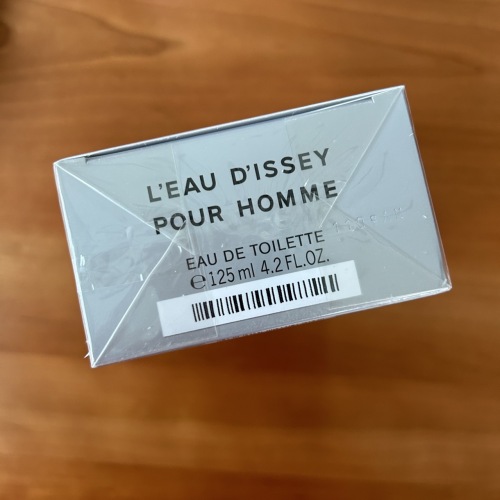 L'EAU D'ISSEY
POUR HOMME
EAU DE TOILETTE
℮ 125 ml 4.2 FL.OZ.